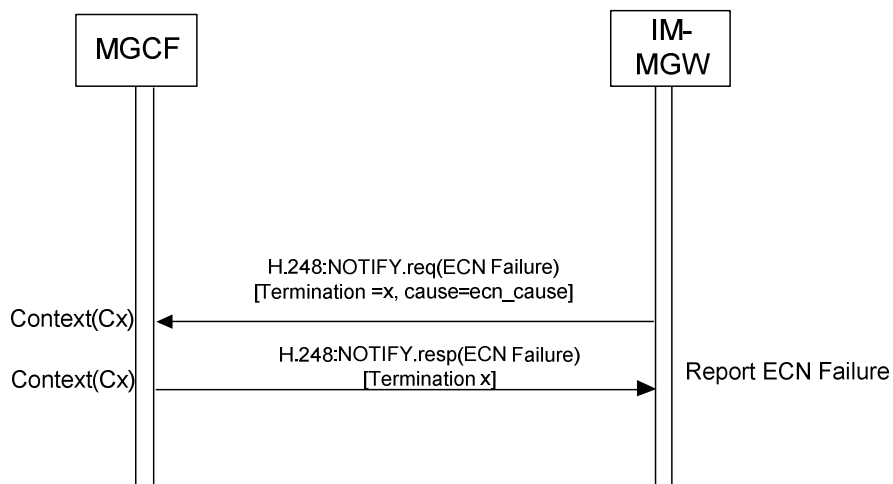 MGCF
IM-
MGW
H.248:NOTIFY.req(ECN Failure)
[Termination =x, cause=ecn_cause]
Context(Cx)
H.248:NOTIFY.resp(ECN Failure)
[Termination x]
Context(Cx)
Report ECN Failure